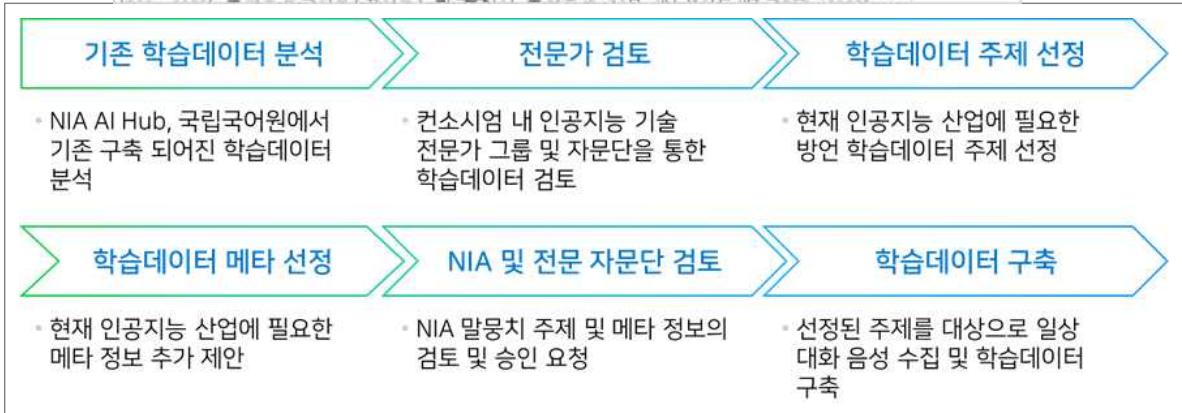 기존 학습데이터 분석
전문가 검토
학습데이터 주제 선정
◦ NIA AI Hub, 국립국어원에서
기존 구축 되어진 학습데이터
분석
◦ 컨소시엄 내 인공지능 기술
전문가 그룹 및 자문단을 통한
학습데이터 검토
◦ 현재 인공지능 산업에 필요한
방언 학습데이터 주제 선정
학습데이터 메타 선정
NIA 및 전문 자문단 검토
학습데이터 구축
◦ 현재 인공지능 산업에 필요한
메타 정보 추가 제안
◦ NIA 말뭉치 주제 및 메타 정보의
검토 및 승인 요청
◦ 선정된 주제를 대상으로 일상
대화 음성 수집 및 학습데이터
구축